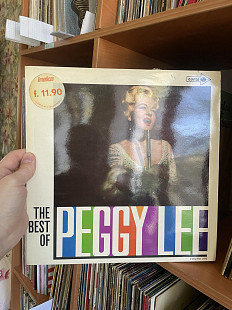 f. 11.90
THE
BEST
OF
PEGGY LEE